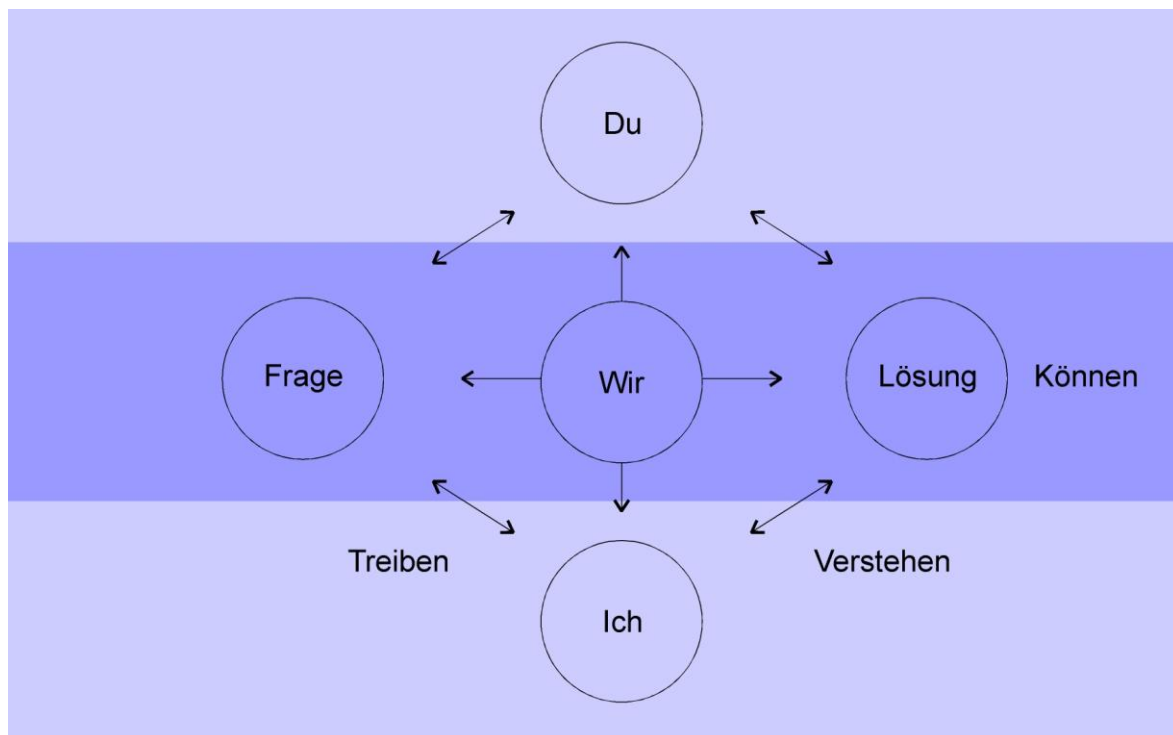 Du
Frage
Wir
Lösung
Können
Treiben
Verstehen
Ich